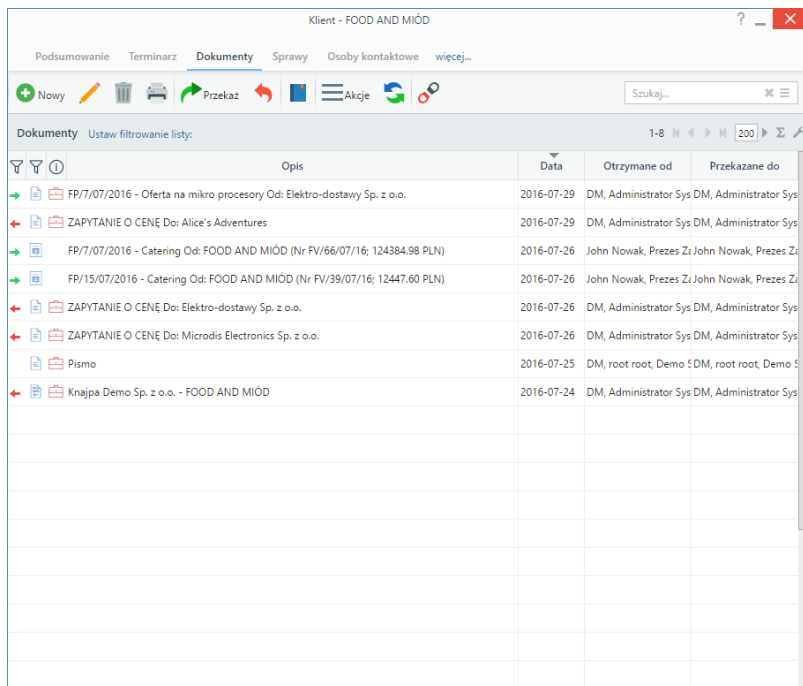 Klient - FOOD AND MIÓD
?
Podsumowanie Terminarz Dokumenty Sprawy Osoby kontaktowe więcej...
Nowy Przekaż Akcje Szukaj...
Dokumenty Ustaw filtrowanie listy: 1-8 200 Σ
Opis Data Otrzymane od Przekazane do
FP/7/07/2016 - Oferta na mikro procesory Od: Elektro-dostawy Sp. z o.o. 2016-07-29 DM, Administrator Sys DM, Administrator Sys
ZAPYTANIE O CENĘ Do: Alice's Adventures 2016-07-29 DM, Administrator Sys DM, Administrator Sys
FP/7/07/2016 - Catering Od: FOOD AND MIÓD (Nr FV/66/07/16; 124384.98 PLN) 2016-07-26 John Nowak, Prezes Za John Nowak, Prezes Za
FP/15/07/2016 - Catering Od: FOOD AND MIÓD (Nr FV/39/07/16; 12447.60 PLN) 2016-07-26 John Nowak, Prezes Za John Nowak, Prezes Za
ZAPYTANIE O CENĘ Do: Elektro-dostawy Sp. z o.o. 2016-07-26 DM, Administrator Sys DM, Administrator Sys
ZAPYTANIE O CENĘ Do: Microdis Electronics Sp. z o.o. 2016-07-26 DM, Administrator Sys DM, Administrator Sys
Pismo 2016-07-25 DM, root root, Demo S DM, root root, Demo S
Knajpa Demo Sp. z o.o. - FOOD AND MIÓD 2016-07-24 DM, Administrator Sys DM, Administrator Sys